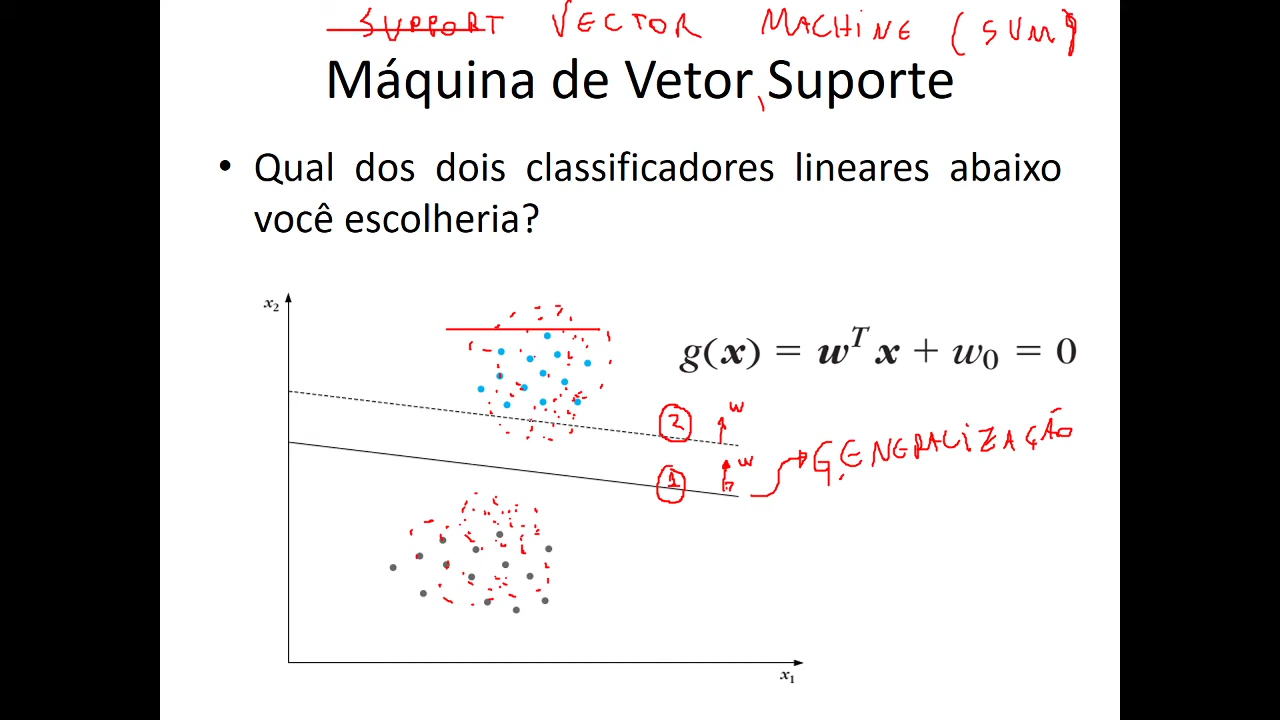 SUPPORT VECTOR MACHINE (SVM)
Máquina de Vetor Suporte
• Qual dos dois classificadores lineares abaixo
você escolheria?
x₂
g(x) = wᵀx + w₀ = 0
2
w
1
w
GENERALIZAÇÃO
x₁